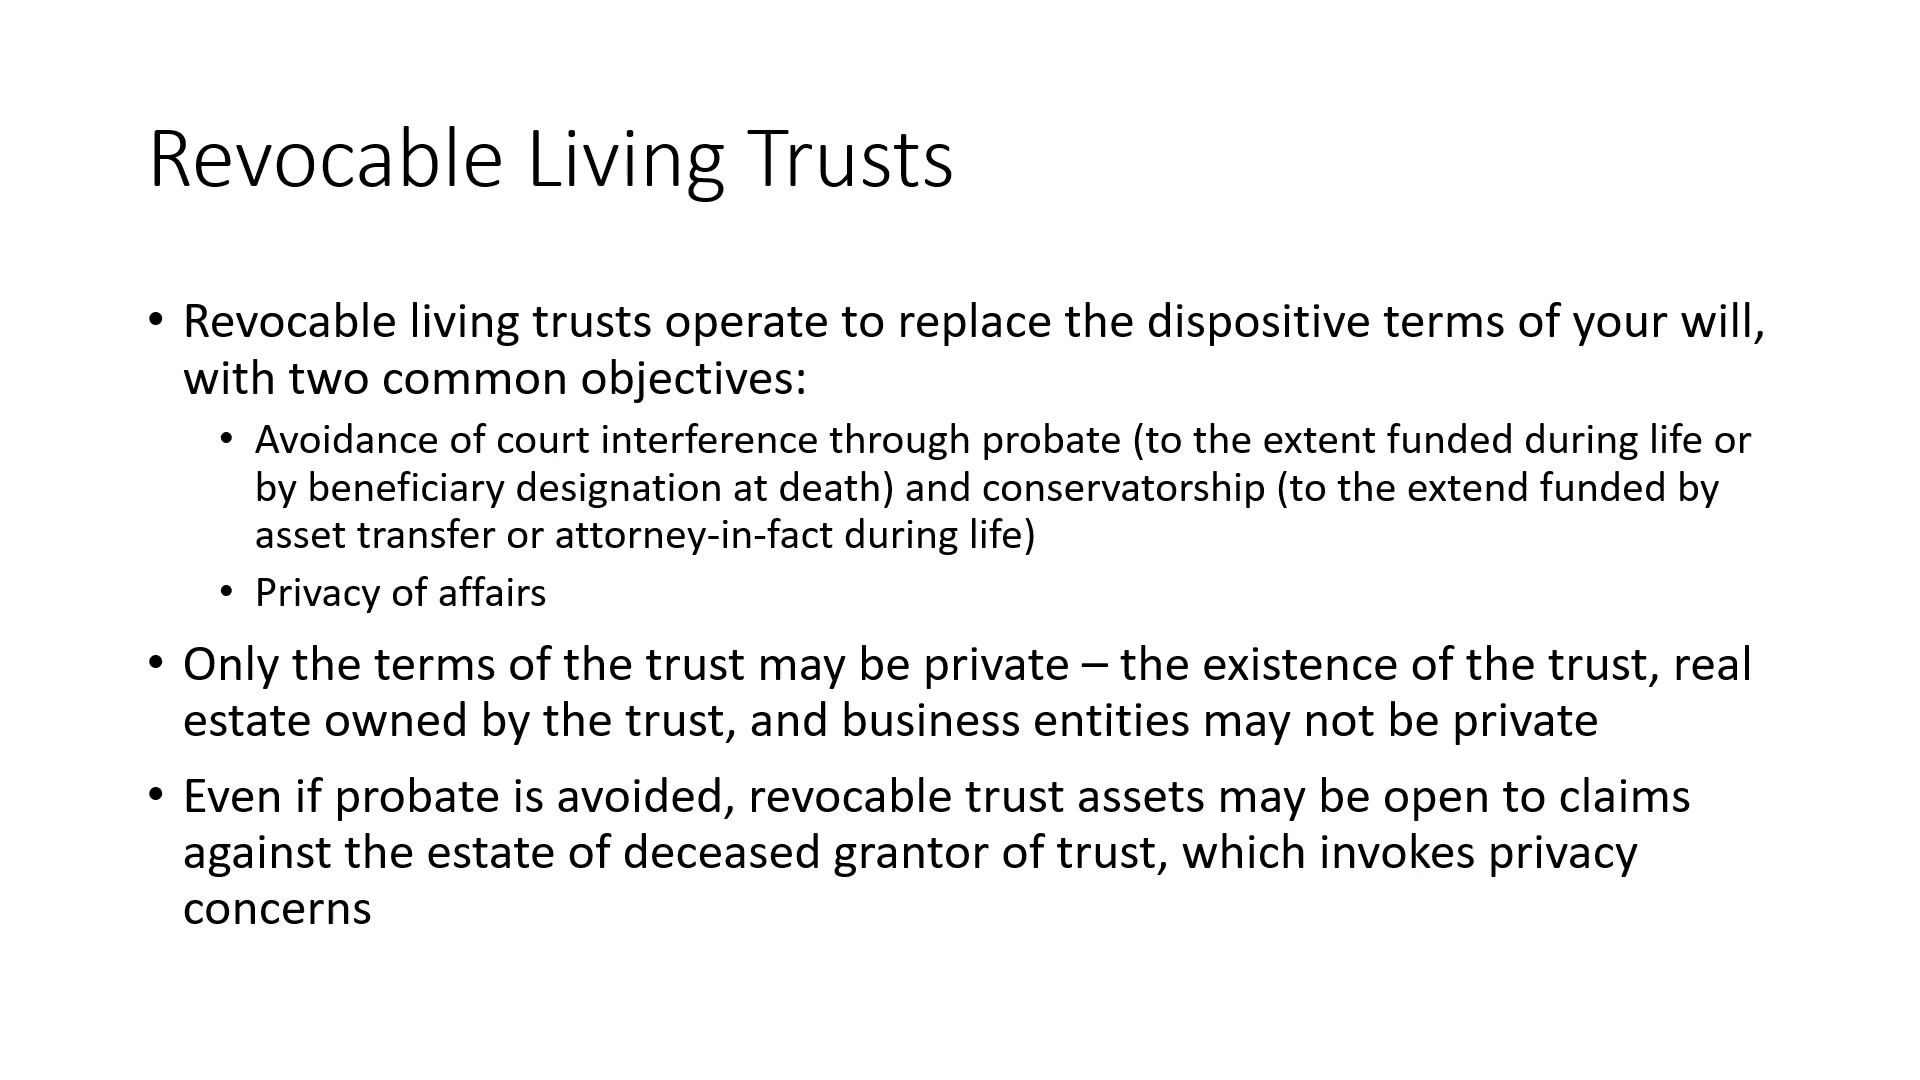 Revocable Living Trusts
• Revocable living trusts operate to replace the dispositive terms of your will,
with two common objectives:
• Avoidance of court interference through probate (to the extent funded during life or
by beneficiary designation at death) and conservatorship (to the extend funded by
asset transfer or attorney-in-fact during life)
• Privacy of affairs
• Only the terms of the trust may be private – the existence of the trust, real
estate owned by the trust, and business entities may not be private
• Even if probate is avoided, revocable trust assets may be open to claims
against the estate of deceased grantor of trust, which invokes privacy
concerns